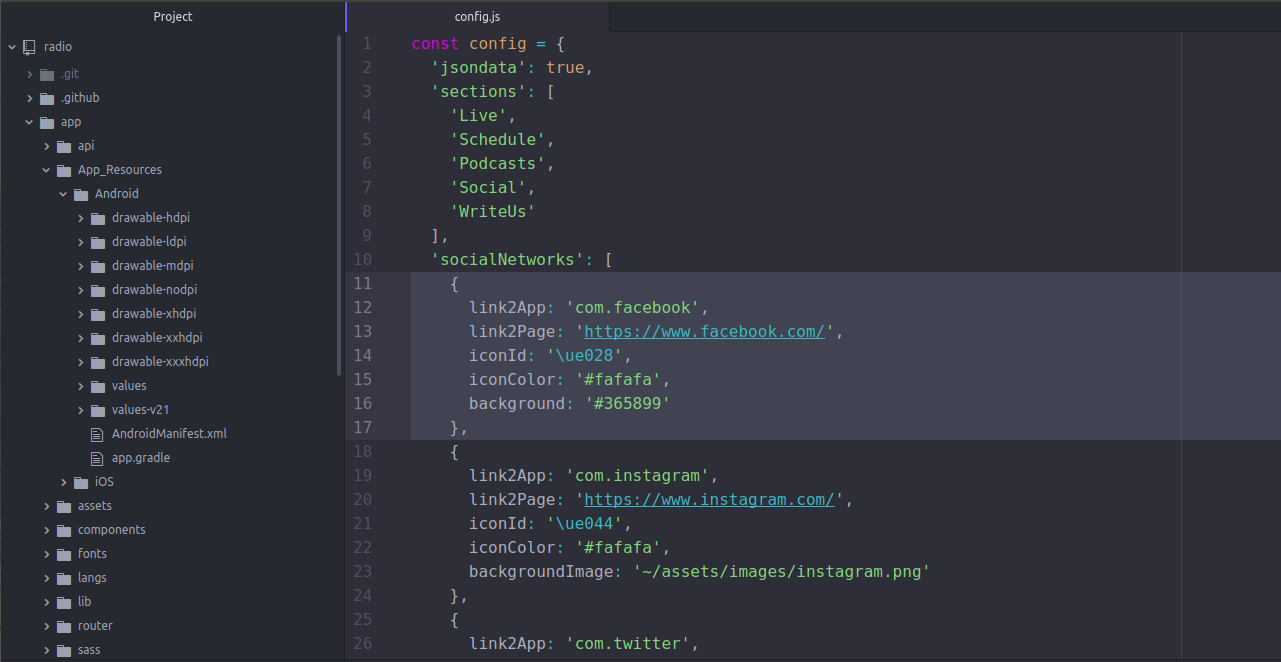 Project
radio
.git
.github
app
api
App_Resources
Android
drawable-hdpi
drawable-ldpi
drawable-mdpi
drawable-nodpi
drawable-xhdpi
drawable-xxhdpi
drawable-xxxhdpi
values
values-v21
AndroidManifest.xml
app.gradle
iOS
assets
components
fonts
langs
lib
router
sass
config.js
1 const config = {
2 'jsondata': true,
3 'sections': [
4 'Live',
5 'Schedule',
6 'Podcasts',
7 'Social',
8 'WriteUs'
9 ],
10 'socialNetworks': [
11 {
12 link2App: 'com.facebook',
13 link2Page: 'https://www.facebook.com/',
14 iconId: '\ue028',
15 iconColor: '#fafafa',
16 background: '#365899'
17 },
18 {
19 link2App: 'com.instagram',
20 link2Page: 'https://www.instagram.com/',
21 iconId: '\ue044',
22 iconColor: '#fafafa',
23 backgroundImage: '~/assets/images/instagram.png'
24 },
25 {
26 link2App: 'com.twitter',